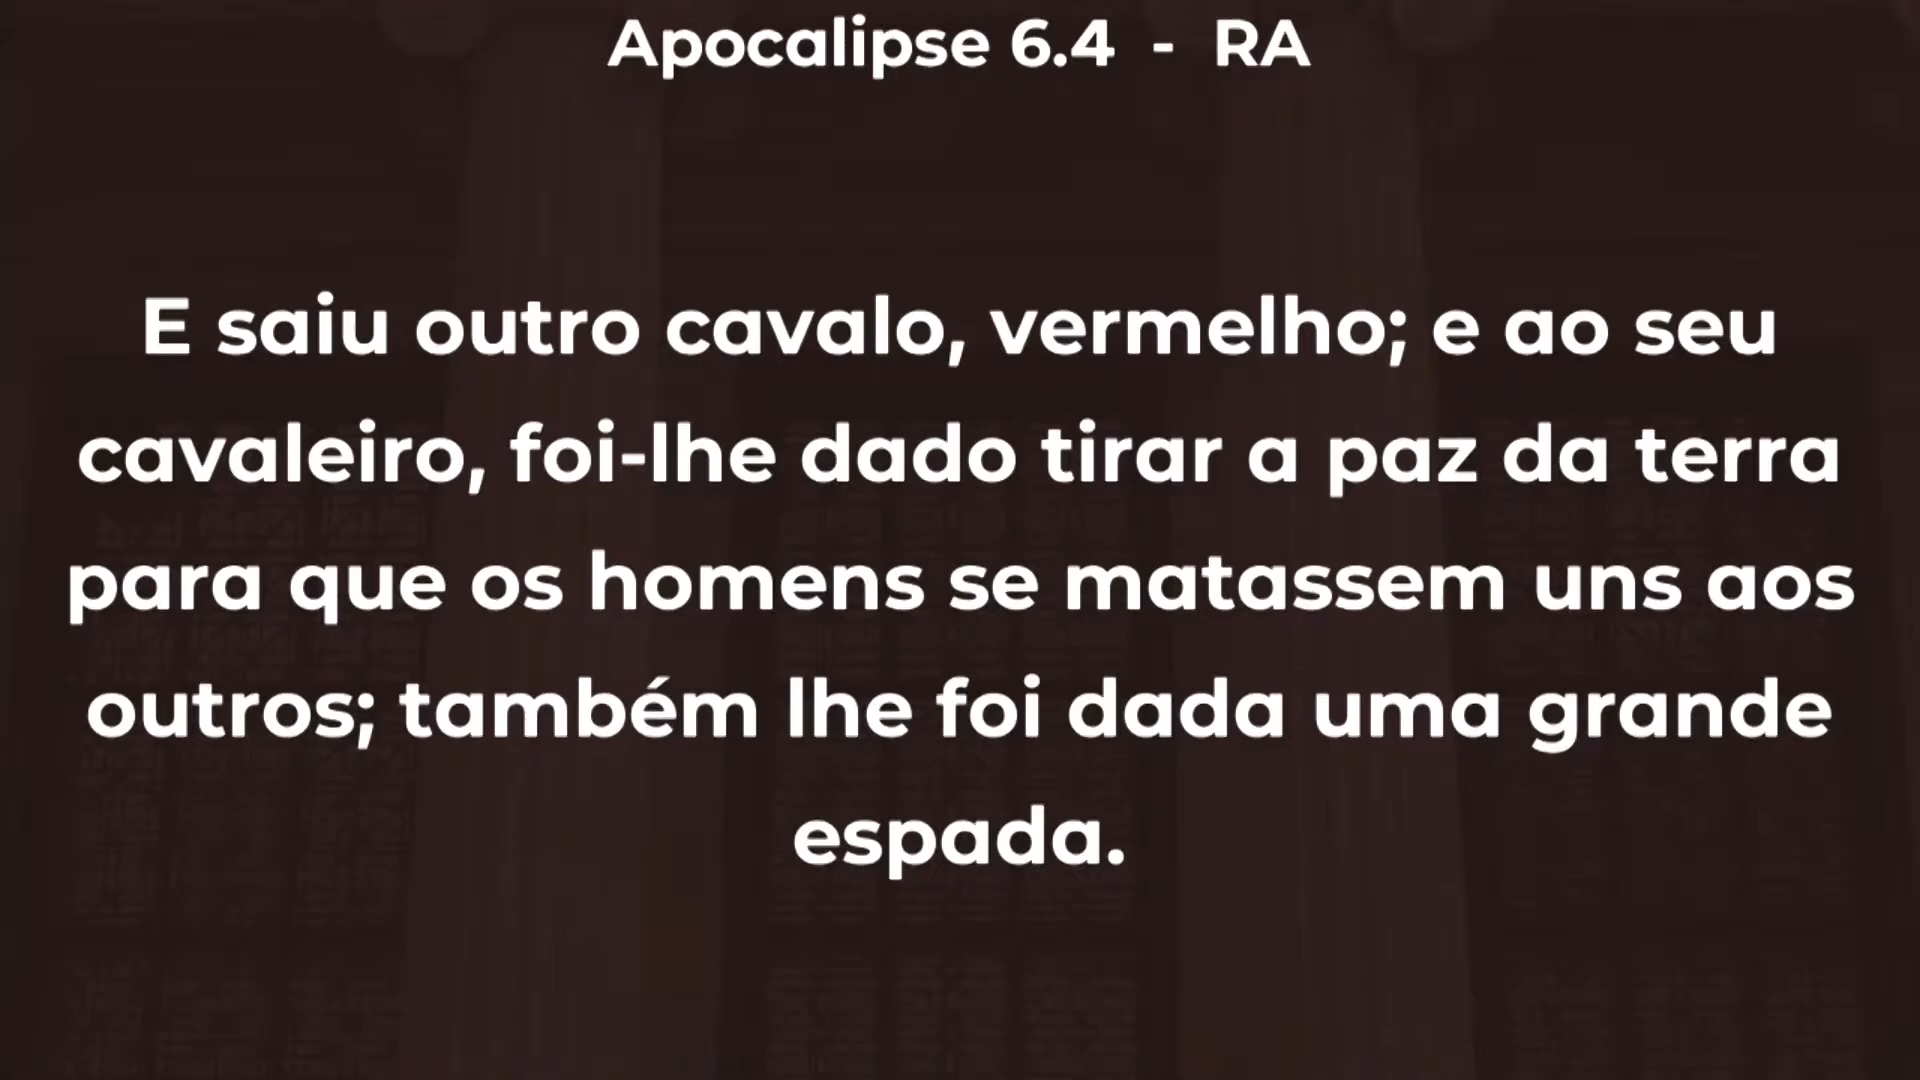 Apocalipse 6.4 - RA
E saiu outro cavalo, vermelho; e ao seu
cavaleiro, foi-lhe dado tirar a paz da terra
para que os homens se matassem uns aos
outros; também lhe foi dada uma grande
espada.